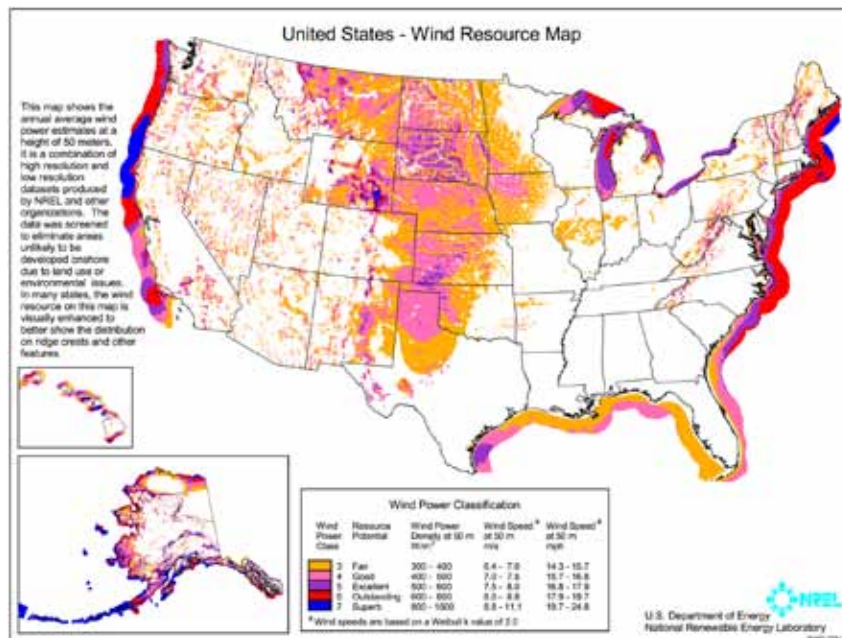 United States - Wind Resource Map
This map shows the
annual average wind
power estimates at a
height of 50 meters.
It is a combination of
high resolution and
low resolution
datasets produced
by NREL and other
organizations. The
data was screened
to eliminate areas
unlikely to be
developed onshore
due to land use or
environmental issues.
In many states, the wind
resource on this map is
visually enhanced to
better show the distribution
on ridge crests and other
features.
Wind Power Classification
Wind Power Class Resource Potential Wind Power Density at 50 m W/m² Wind Speed a at 50 m m/s Wind Speed a at 50 m mph
3 Fair 300 - 400 6.4 - 7.0 14.3 - 15.7
4 Good 400 - 500 7.0 - 7.5 15.7 - 16.8
5 Excellent 500 - 600 7.5 - 8.0 16.8 - 17.9
6 Outstanding 600 - 800 8.0 - 8.8 17.9 - 19.7
7 Superb 800 - 1600 8.8 - 11.1 19.7 - 24.8
a Wind speeds are based on a Weibull k value of 2.0
NREL
U.S. Department of Energy
National Renewable Energy Laboratory